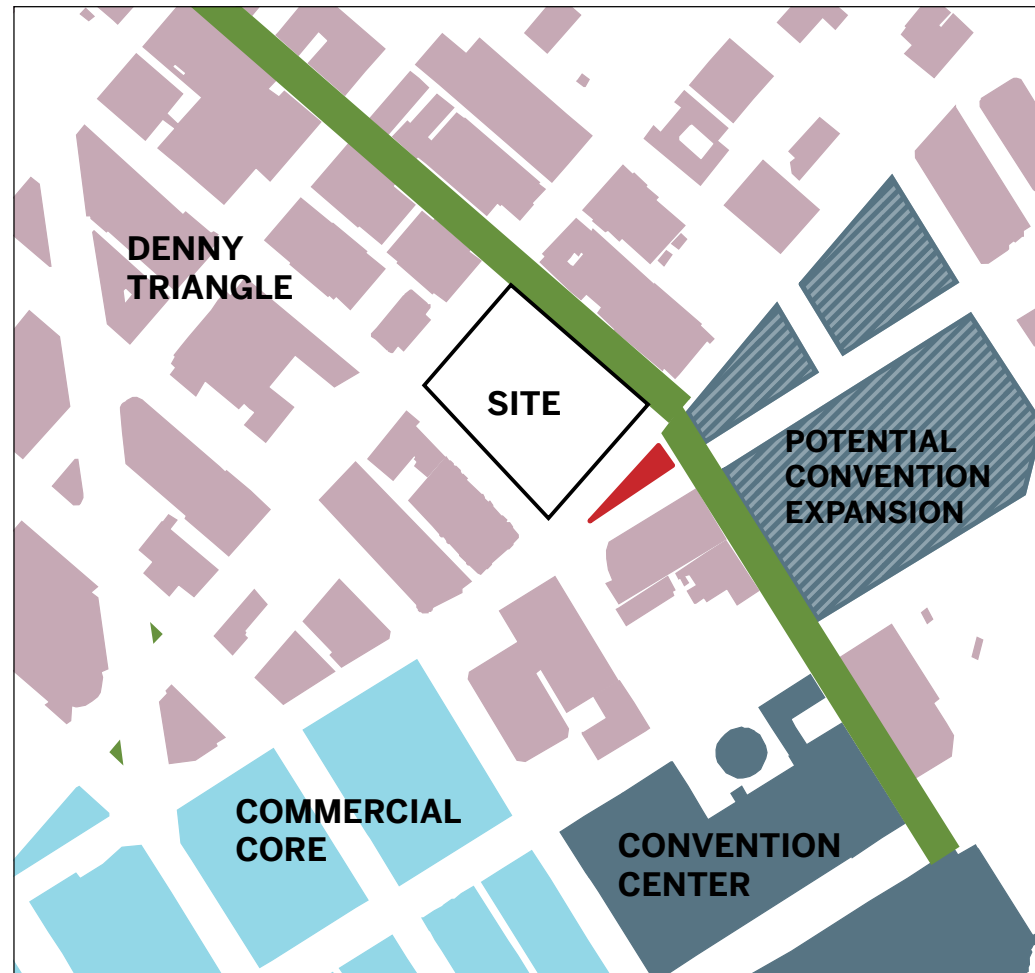 DENNY
TRIANGLE
SITE
POTENTIAL
CONVENTION
EXPANSION
COMMERCIAL
CORE
CONVENTION
CENTER